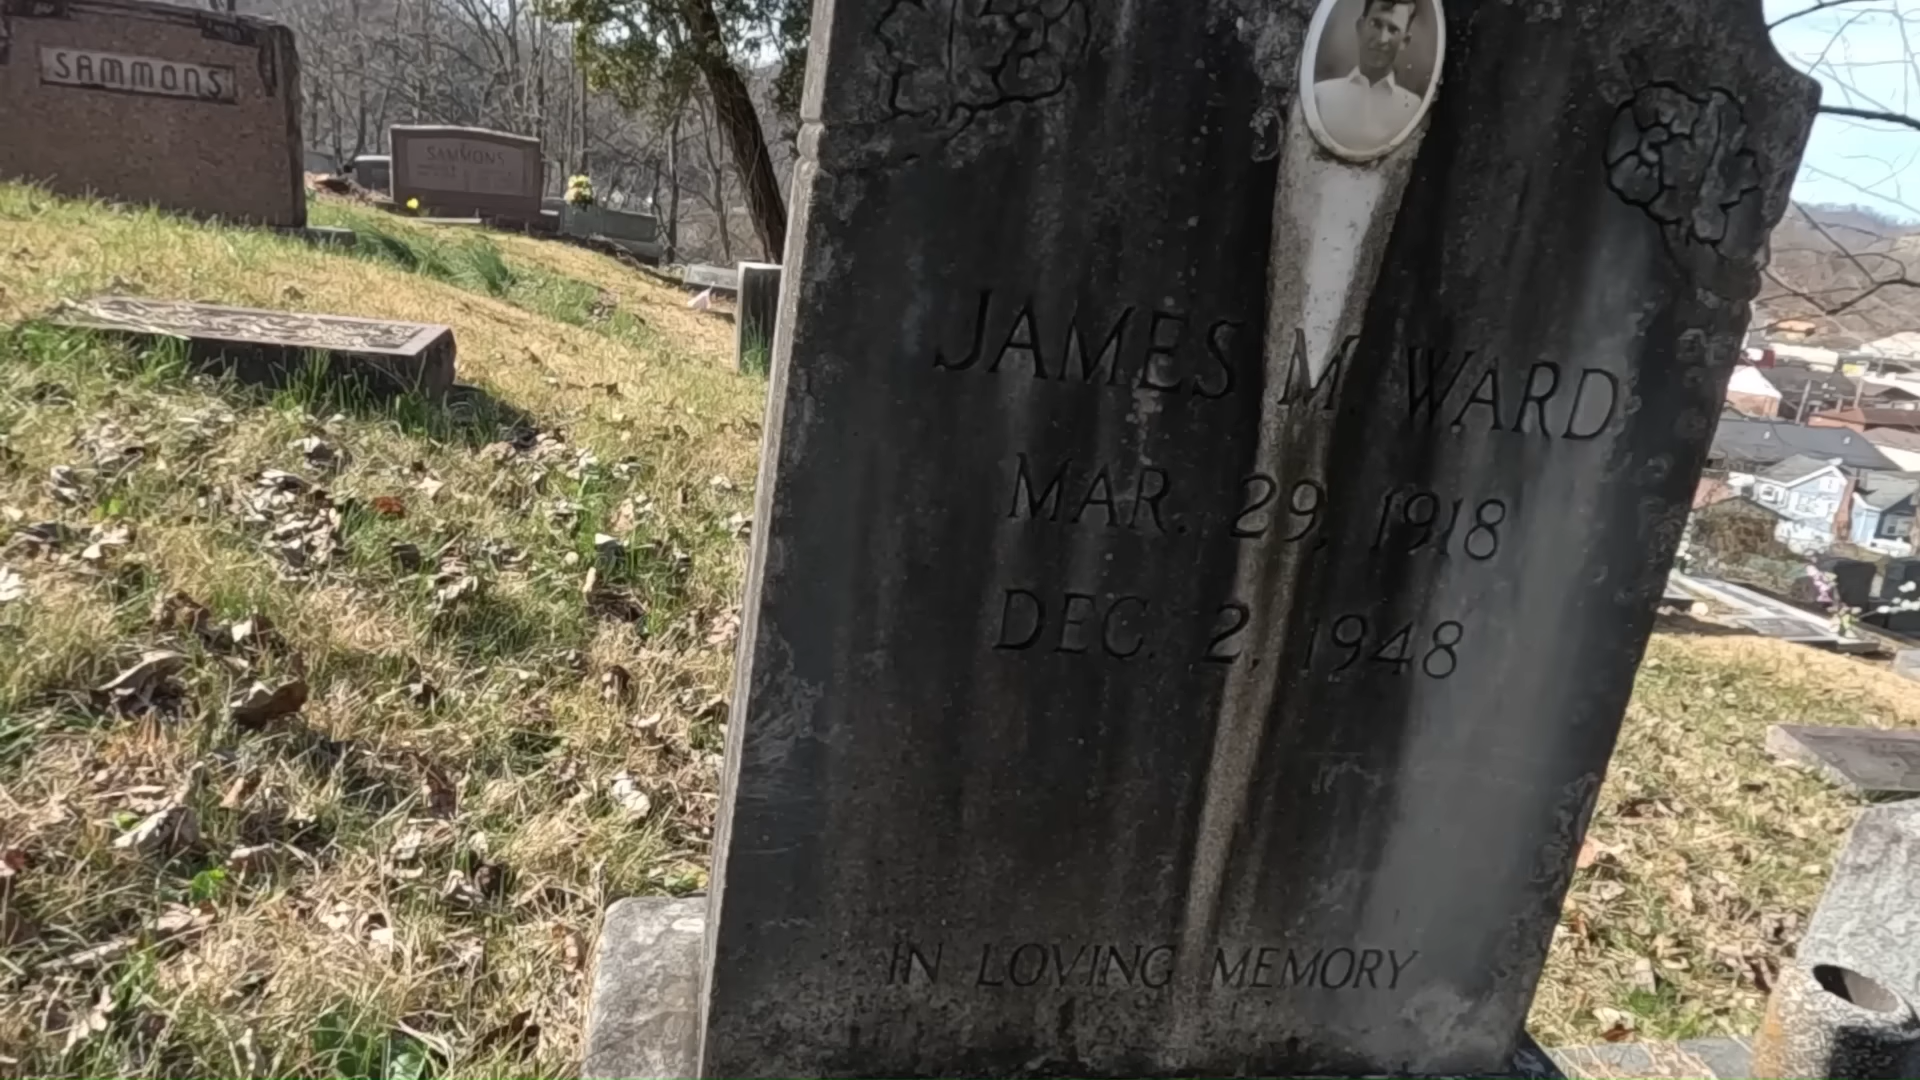 SAMMONS
SAMMONS
JAMES M. WARD
MAR. 29, 1918
DEC. 2, 1948
IN LOVING MEMORY